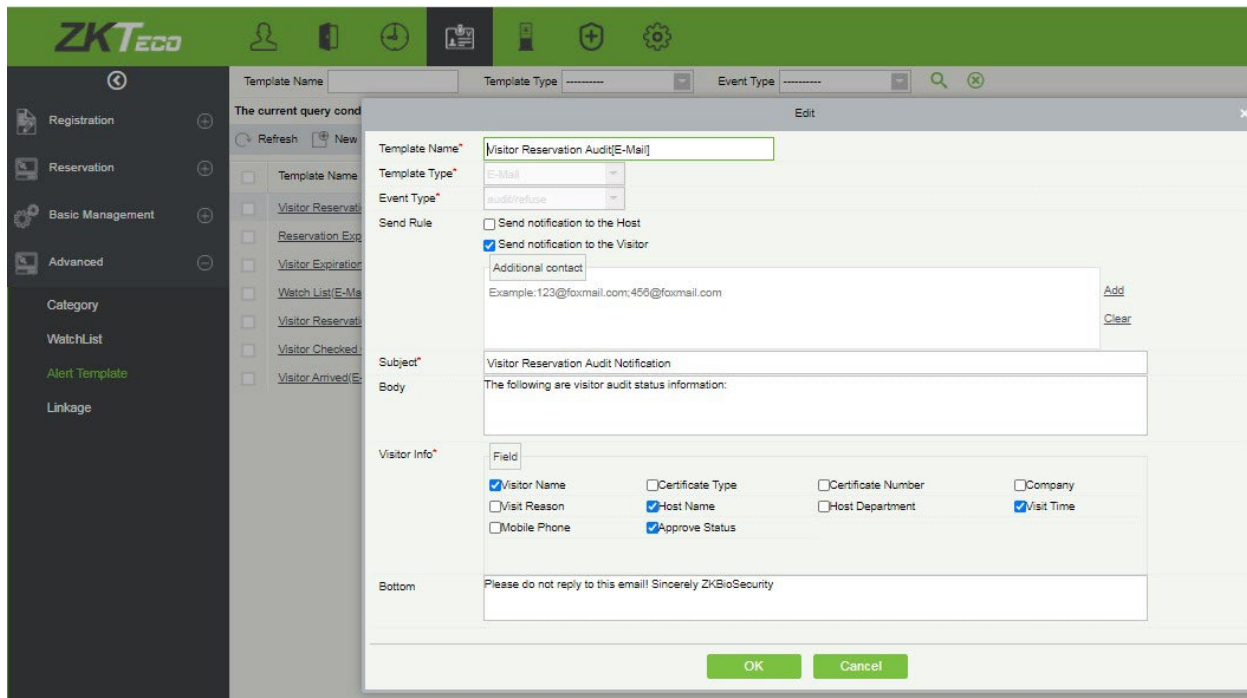 ZKTeco
Template Name Template Type ---------- Event Type ----------
The current query cond
Refresh New
Template Name
Visitor Reservati
Reservation Exp
Visitor Expiration
Watch List(E-Ma
Visitor Reservati
Visitor Checked
Visitor Arrived(E-
Registration
Reservation
Basic Management
Advanced
Category
WatchList
Alert Template
Linkage
Edit
Template Name* Visitor Reservation Audit[E-Mail]
Template Type* E-Mail
Event Type* audit/refuse
Send Rule Send notification to the Host
Send notification to the Visitor
Additional contact
Example:123@foxmail.com;456@foxmail.com
Add
Clear
Subject* Visitor Reservation Audit Notification
Body The following are visitor audit status information:
Visitor Info* Field
Visitor Name Certificate Type Certificate Number Company
Visit Reason Host Name Host Department Visit Time
Mobile Phone Approve Status
Bottom Please do not reply to this email! Sincerely ZKBioSecurity
OK Cancel